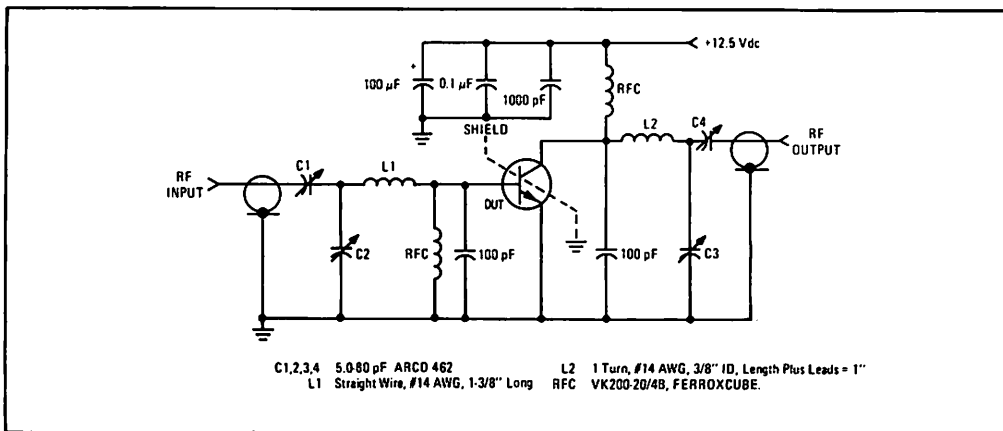 +12.5 Vdc
+
100 µF
0.1 µF
1000 pF
RFC
SHIELD
L2
C4
RF
OUTPUT
C1
L1
RF
INPUT
DUT
C2
RFC
100 pF
100 pF
C3
C1,2,3,4 5.0-80 pF ARCO 462
L1 Straight Wire, #14 AWG, 1-3/8" Long
L2 1 Turn, #14 AWG, 3/8" ID, Length Plus Leads = 1"
RFC VK200-20/4B, FERROXCUBE.